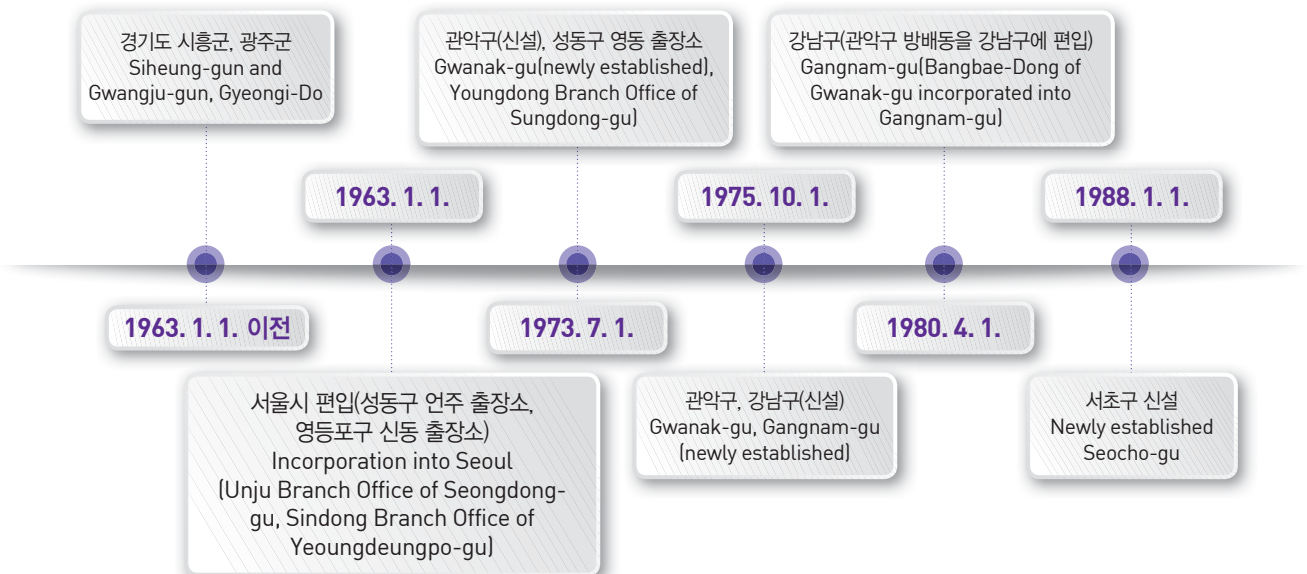 경기도 시흥군, 광주군
Siheung-gun and
Gwangju-gun, Gyeongi-Do
1963. 1. 1. 이전
1963. 1. 1.
서울시 편입(성동구 언주 출장소,
영등포구 신동 출장소)
Incorporation into Seoul
(Unju Branch Office of Seongdong-
gu, Sindong Branch Office of
Yeoungdeungpo-gu)
관악구(신설), 성동구 영동 출장소
Gwanak-gu(newly established),
Youngdong Branch Office of
Sungdong-gu)
1973. 7. 1.
1975. 10. 1.
관악구, 강남구(신설)
Gwanak-gu, Gangnam-gu
(newly established)
강남구(관악구 방배동을 강남구에 편입)
Gangnam-gu(Bangbae-Dong of
Gwanak-gu incorporated into
Gangnam-gu)
1980. 4. 1.
1988. 1. 1.
서초구 신설
Newly established
Seocho-gu